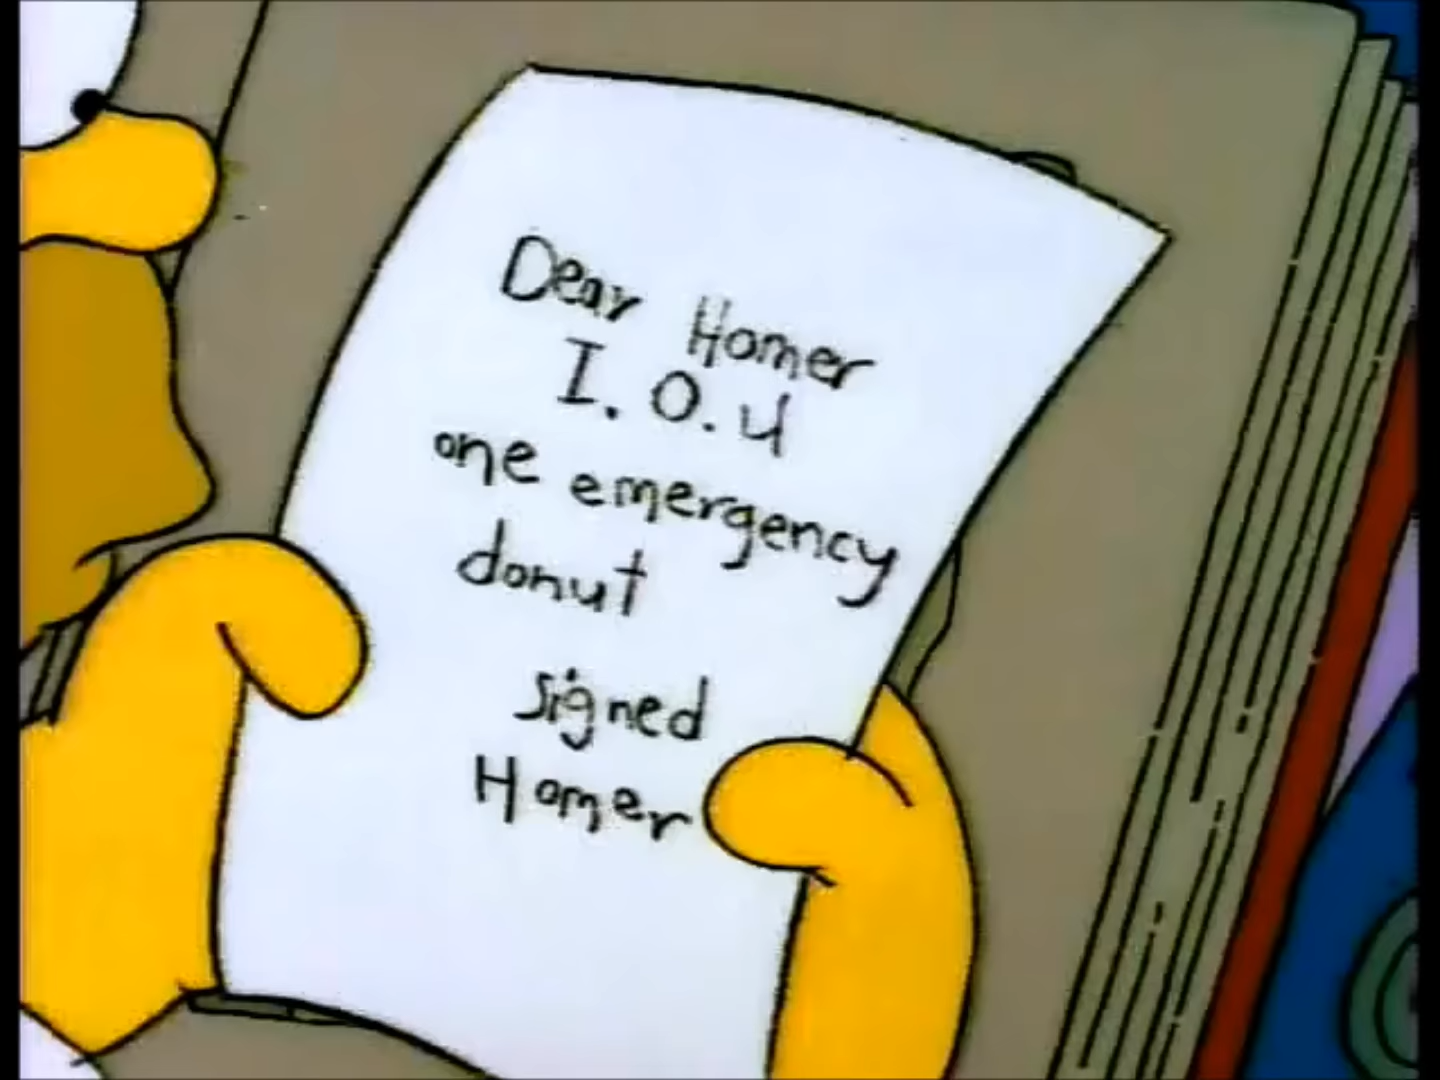 Dear Homer
I. O. U
one emergency
donut
signed
Homer